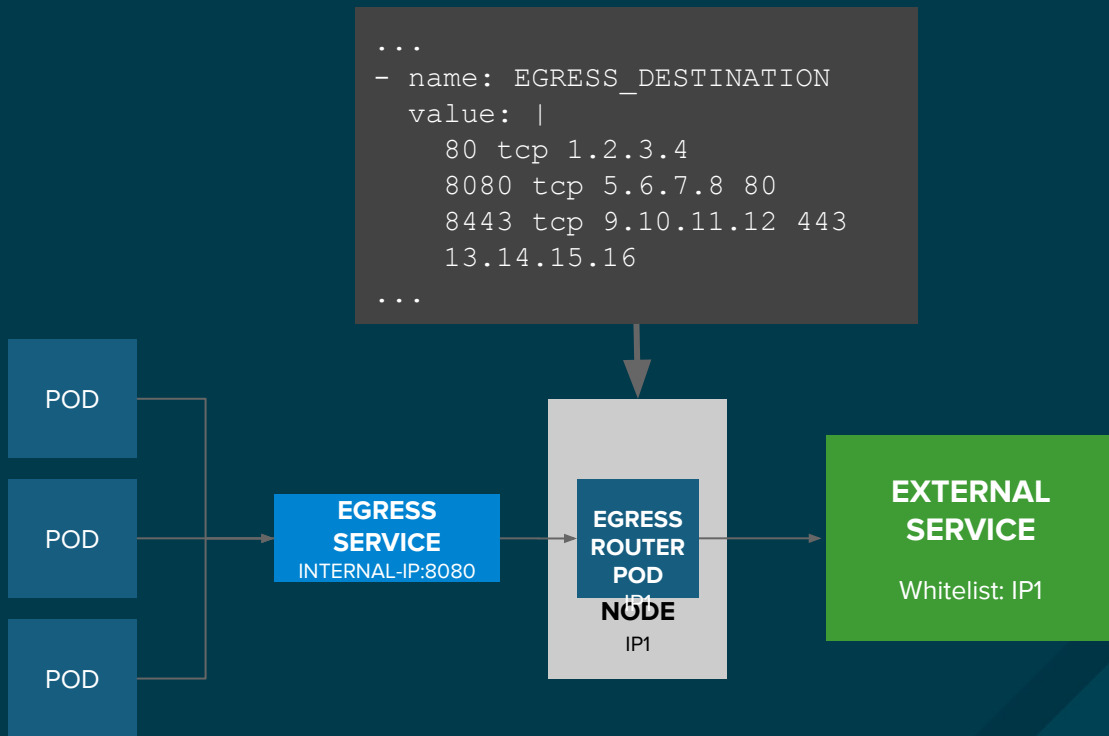 ...
- name: EGRESS_DESTINATION
value: |
80 tcp 1.2.3.4
8080 tcp 5.6.7.8 80
8443 tcp 9.10.11.12 443
13.14.15.16
...
POD
POD
POD
EGRESS
SERVICE
INTERNAL-IP:8080
EGRESS
ROUTER
POD
IP1
NODE
IP1
EXTERNAL
SERVICE
Whitelist: IP1